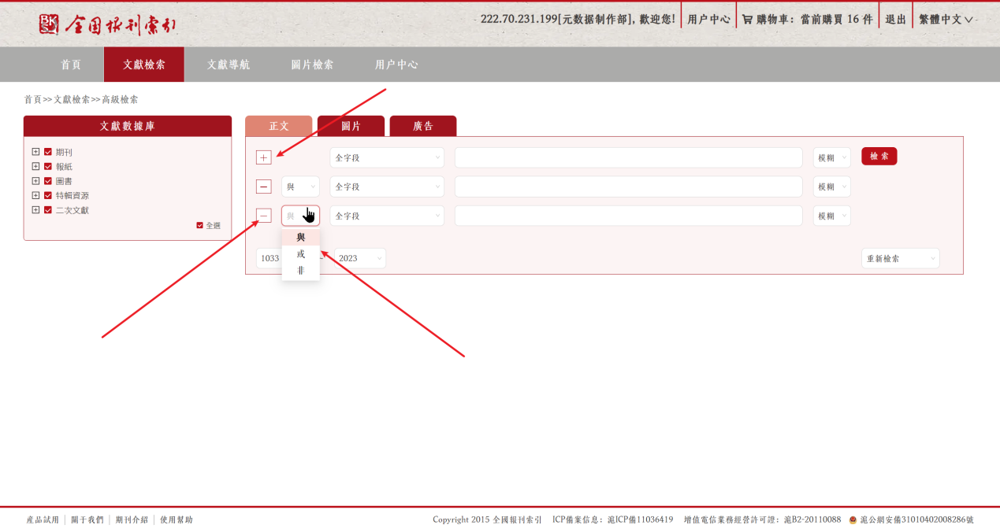 全国报刊索引
222.70.231.199[元数据制作部], 歡迎您! 用户中心 購物車: 當前購買 16 件 退出 繁體中文
首頁 文獻檢索 文獻導航 圖片檢索 用户中心
首頁>>文獻檢索>>高級檢索
文獻數據庫
期刊
報紙
圖書
特輯資源
二次文獻
全選
正文 圖片 廣告
全字段 模糊 檢索
與 全字段 模糊
與 全字段 模糊
與
或
非
1033 - 2023 重新檢索
産品試用 關于我們 期刊介紹 使用幫助
Copyright 2015 全國報刊索引 ICP備案信息: 滬ICP備11036419 增值電信業務經營許可證: 滬B2-20110088 滬公網安備31010402008286號